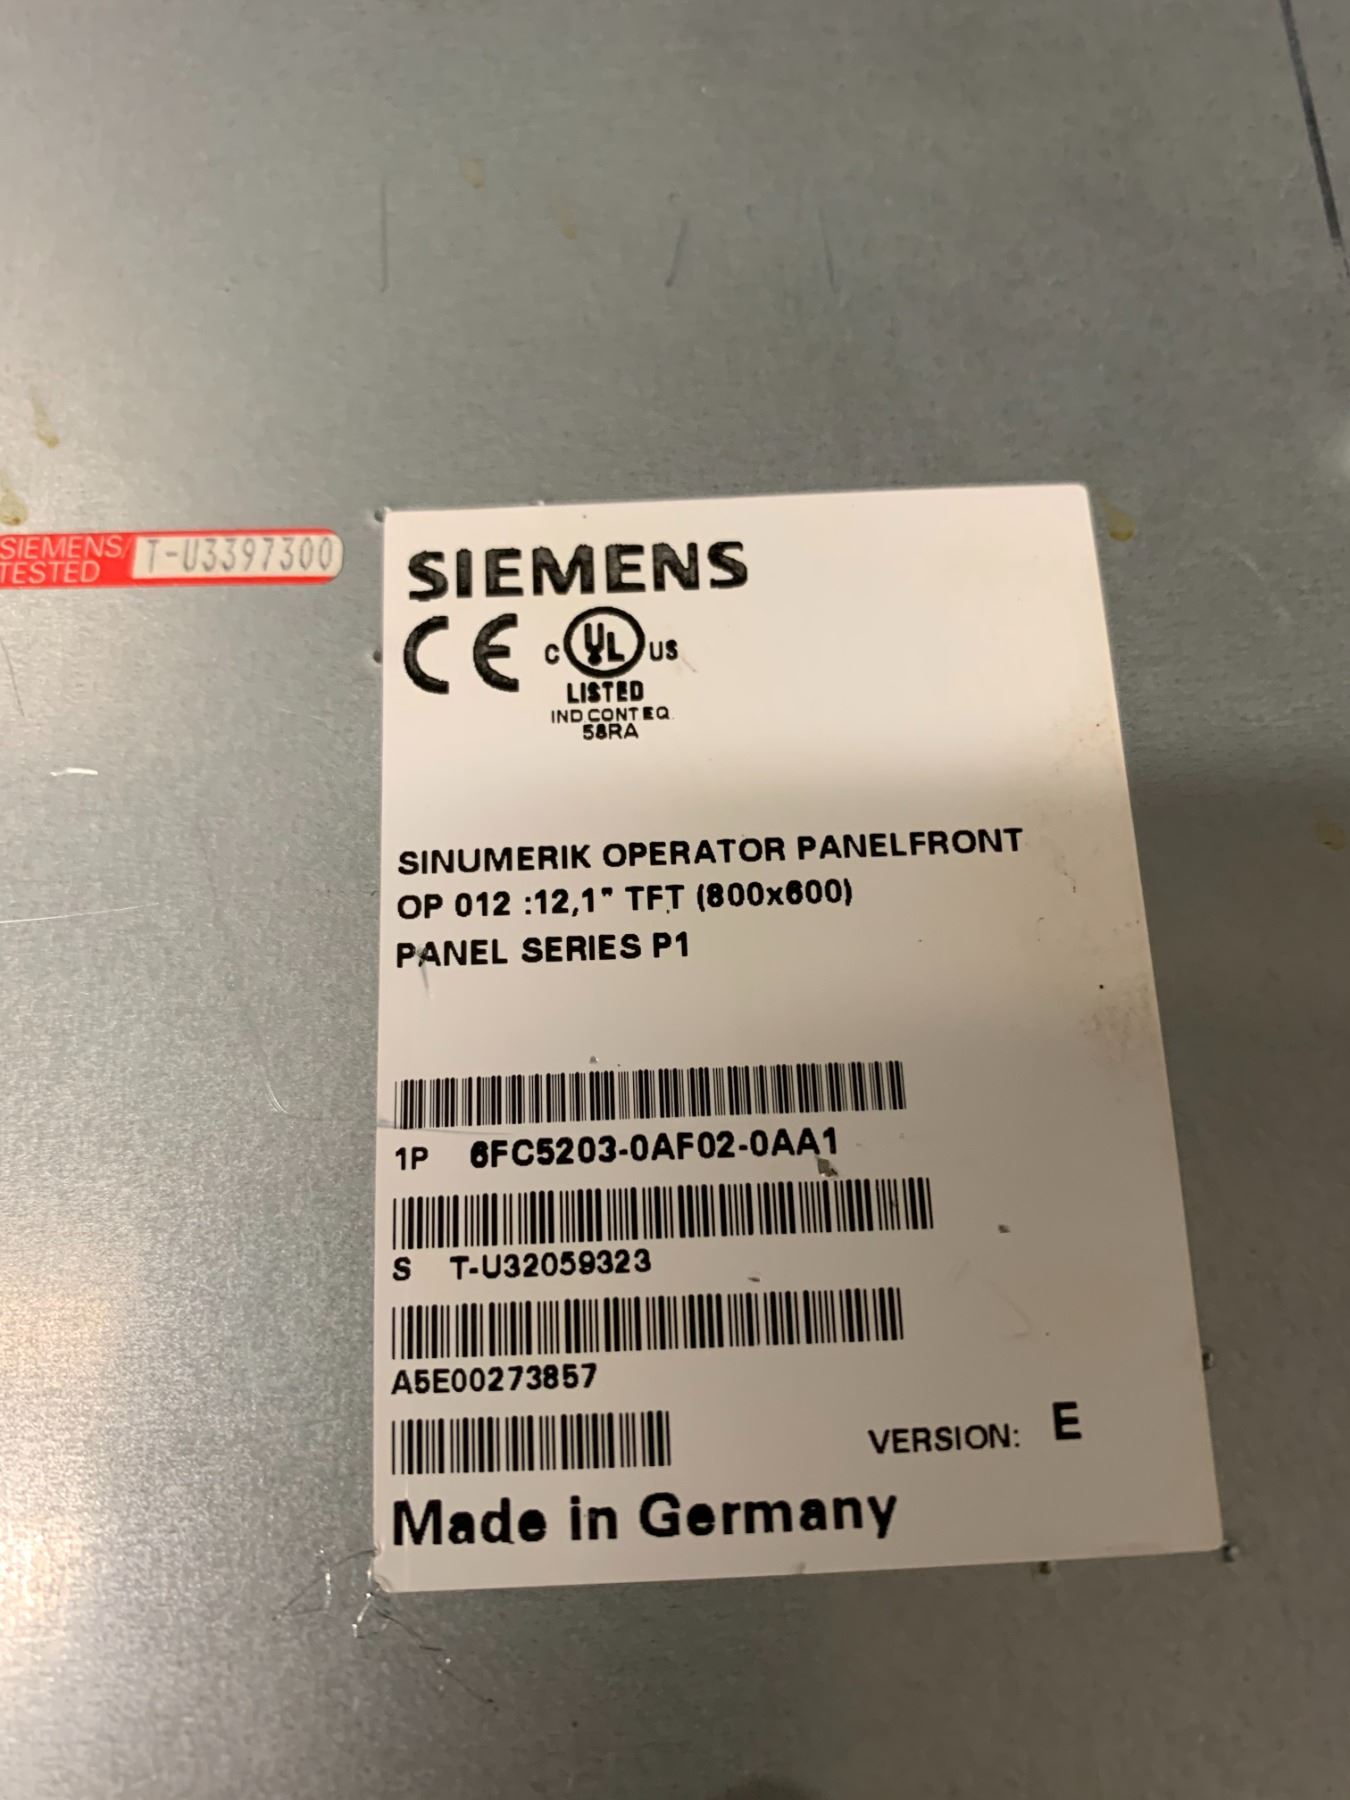 SIEMENS
TESTED
T-U3397300
SIEMENS
CE
C UL US
LISTED
IND CONT EQ.
58RA
SINUMERIK OPERATOR PANELFRONT
OP 012 :12,1" TFT (800x600)
PANEL SERIES P1
1P 6FC5203-0AF02-0AA1
S T-U32059323
A5E00273857
VERSION: E
Made in Germany